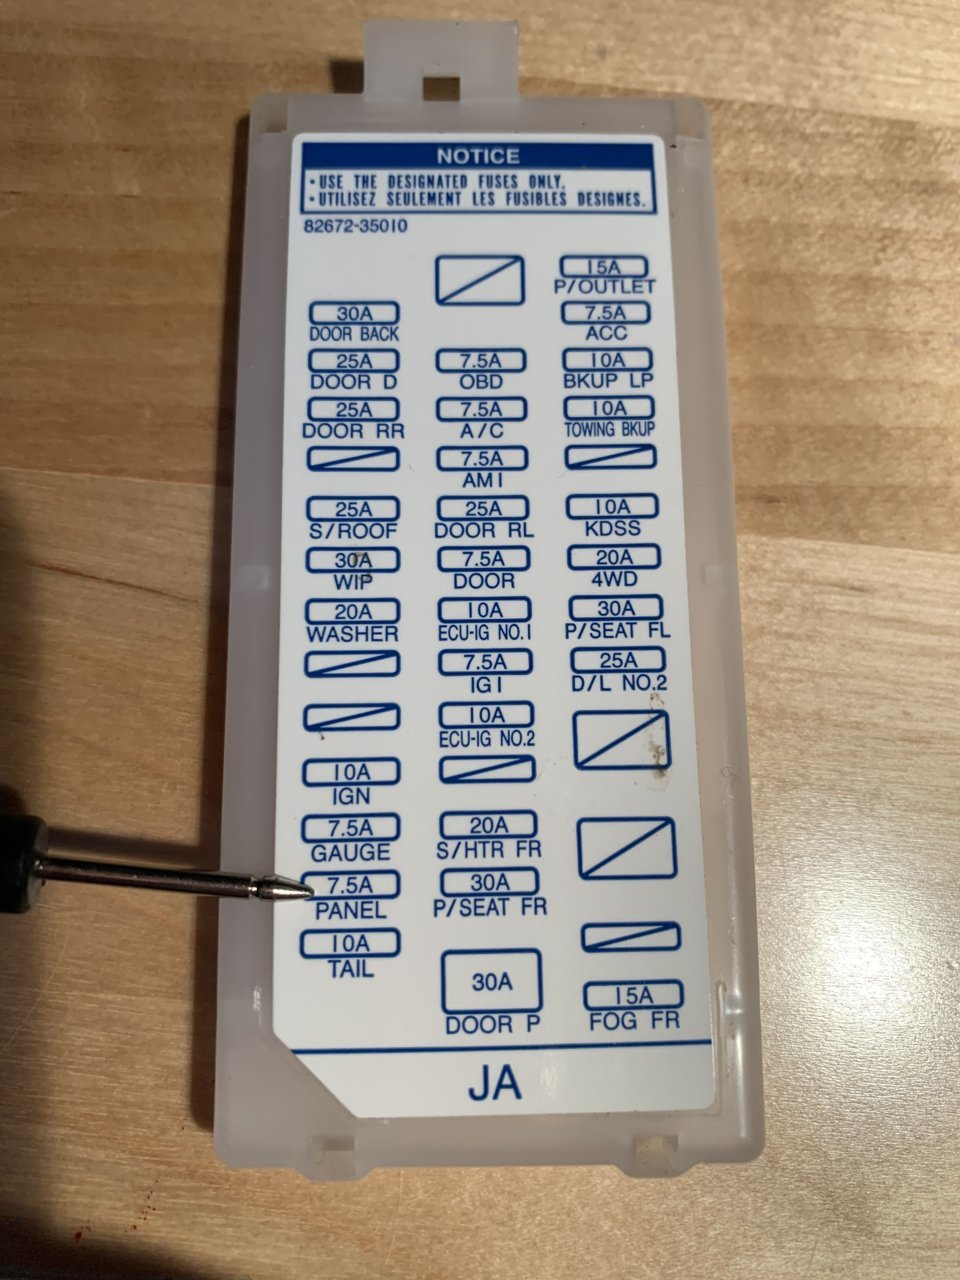 NOTICE
・USE THE DESIGNATED FUSES ONLY.
・UTILISEZ SEULEMENT LES FUSIBLES DESIGNES.
82672-35010
30A
DOOR BACK
25A
DOOR D
25A
DOOR RR
25A
S/ROOF
30A
WIP
20A
WASHER
10A
IGN
7.5A
GAUGE
7.5A
PANEL
10A
TAIL
7.5A
OBD
7.5A
A/C
7.5A
AM1
25A
DOOR RL
7.5A
DOOR
10A
ECU-IG NO.1
7.5A
IG1
10A
ECU-IG NO.2
20A
S/HTR FR
30A
P/SEAT FR
30A
DOOR P
15A
P/OUTLET
7.5A
ACC
10A
BKUP LP
10A
TOWING BKUP
10A
KDSS
20A
4WD
30A
P/SEAT FL
25A
D/L NO.2
15A
FOG FR
JA